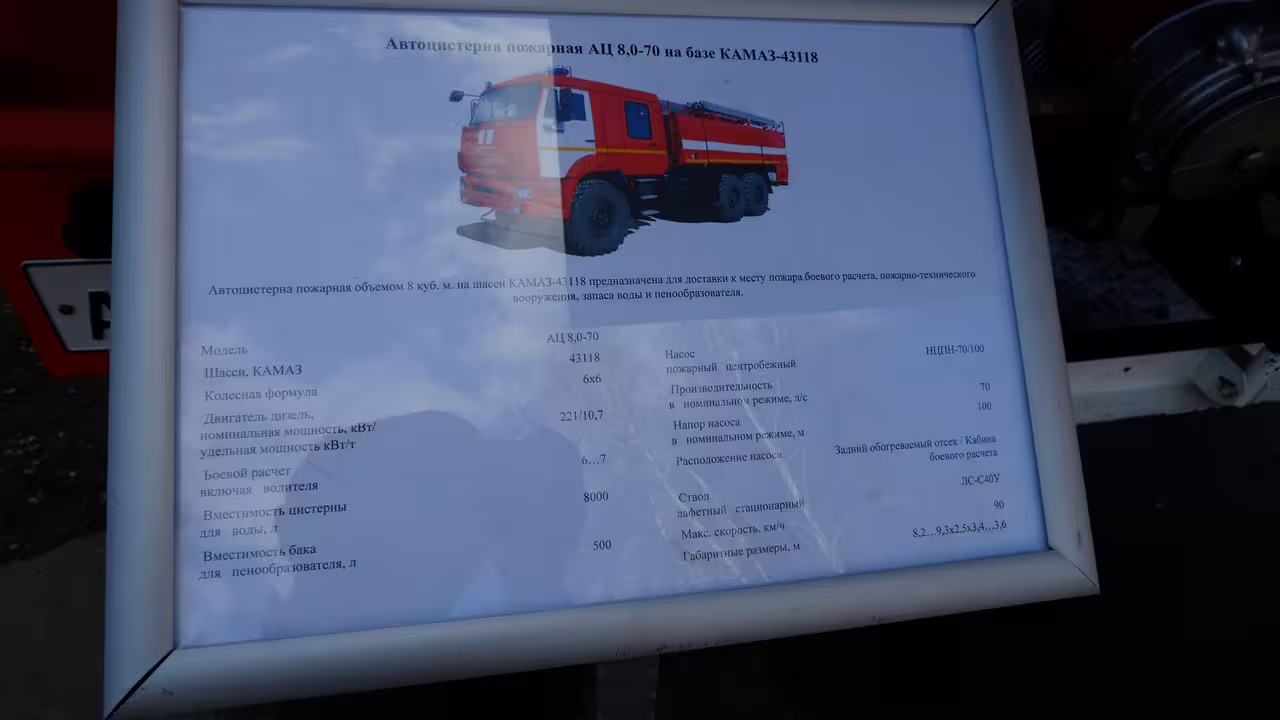 Автоцистерна пожарная АЦ 8,0-70 на базе КАМАЗ-43118
Автоцистерна пожарная объемом 8 куб. м. на шасси КАМАЗ-43118 предназначена для доставки к месту пожара боевого расчета, пожарно-технического
вооружения, запаса воды и пенообразователя.
Модель АЦ 8,0-70
Шасси. КАМАЗ 43118
Колесная формула 6х6
Двигатель дизель,
номинальная мощность, кВт/ 221/10,7
удельная мощность кВт/т
Боевой расчет 6…7
включая водителя
Вместимость цистерны 8000
для воды, л
Вместимость бака 500
для пенообразователя, л
Насос НЦПН-70/100
пожарный центробежный
Производительность 70
в номинальном режиме, л/с
Напор насоса 100
в номинальном режиме, м
Расположение насоса Задний обогреваемый отсек / Кабина
боевого расчета
Ствол ЛС-С40У
лафетный стационарный
Макс. скорость, км/ч 90
Габаритные размеры, м 8,2…9,3х2,5х3,4…3,6